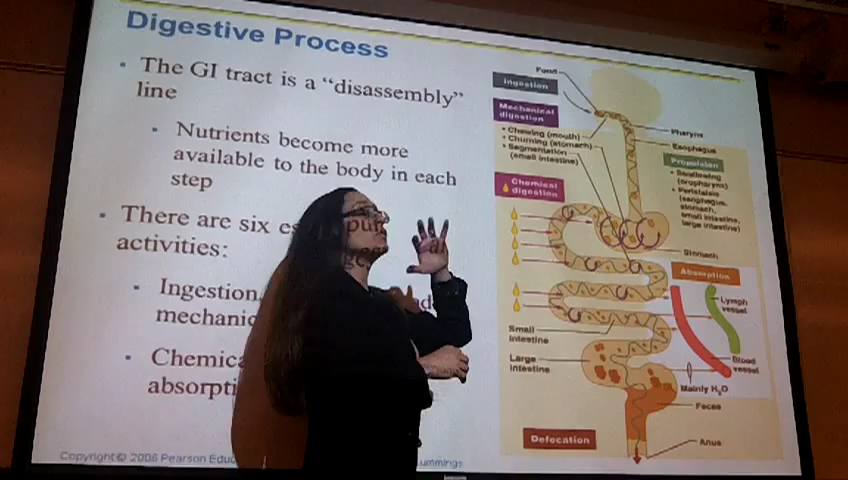 Digestive Process
• The GI tract is a "disassembly"
line
• Nutrients become more
available to the body in each
step
• There are six es
activities:
• Ingestion,
mechanic
• Chemica
absorpti
Copyright © 2006 Pearson Educ
ummings
Food
Ingestion
Mechanical
digestion
• Chewing (mouth)
• Churning (stomach)
• Segmentation
(small intestine)
Chemical
digestion
Pharynx
Esophagus
Propulsion
• Swallowing
(oropharynx)
• Peristalsis
(esophagus,
stomach,
small intestine,
large intestine)
Stomach
Absorption
Lymph
vessel
Small
intestine
Large
intestine
Blood
vessel
Mainly H₂O
Feces
Defecation
Anus